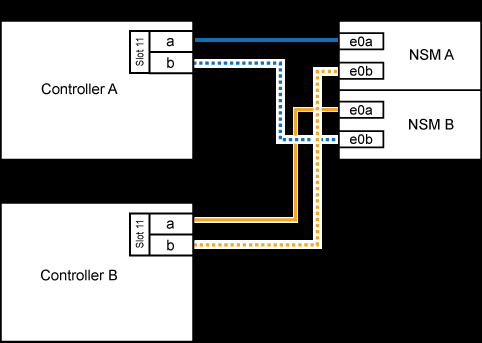 Slot 11
a
b
Controller A
e0a
e0b
NSM A
e0a
e0b
NSM B
Slot 11
a
b
Controller B